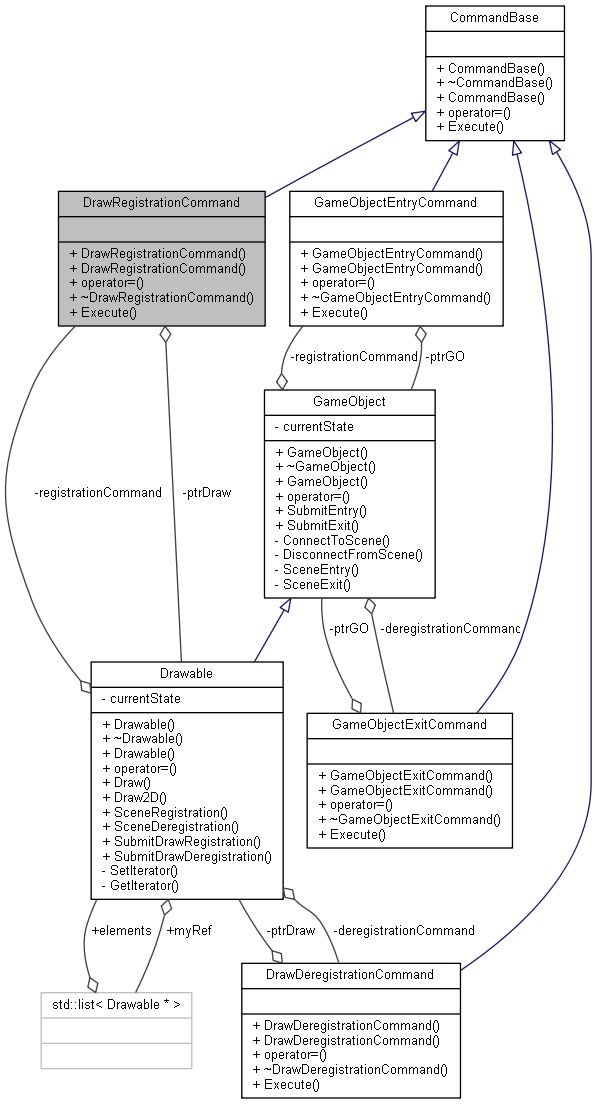 CommandBase
+ CommandBase()
+ ~CommandBase()
+ CommandBase()
+ operator=()
+ Execute()
DrawRegistrationCommand
+ DrawRegistrationCommand()
+ DrawRegistrationCommand()
+ operator=()
+ ~DrawRegistrationCommand()
+ Execute()
GameObjectEntryCommand
+ GameObjectEntryCommand()
+ GameObjectEntryCommand()
+ operator=()
+ ~GameObjectEntryCommand()
+ Execute()
-registrationCommand
-ptrGO
GameObject
- currentState
+ GameObject()
+ ~GameObject()
+ GameObject()
+ operator=()
+ SubmitEntry()
+ SubmitExit()
- ConnectToScene()
- DisconnectFromScene()
- SceneEntry()
- SceneExit()
-registrationCommand
-ptrDraw
-ptrGO
-deregistrationCommand
Drawable
- currentState
+ Drawable()
+ ~Drawable()
+ Drawable()
+ operator=()
+ Draw()
+ Draw2D()
+ SceneRegistration()
+ SceneDeregistration()
+ SubmitDrawRegistration()
+ SubmitDrawDeregistration()
- SetIterator()
- GetIterator()
GameObjectExitCommand
+ GameObjectExitCommand()
+ GameObjectExitCommand()
+ operator=()
+ ~GameObjectExitCommand()
+ Execute()
+elements
+myRef
-ptrDraw
-deregistrationCommand
std::list< Drawable * >
DrawDeregistrationCommand
+ DrawDeregistrationCommand()
+ DrawDeregistrationCommand()
+ operator=()
+ ~DrawDeregistrationCommand()
+ Execute()